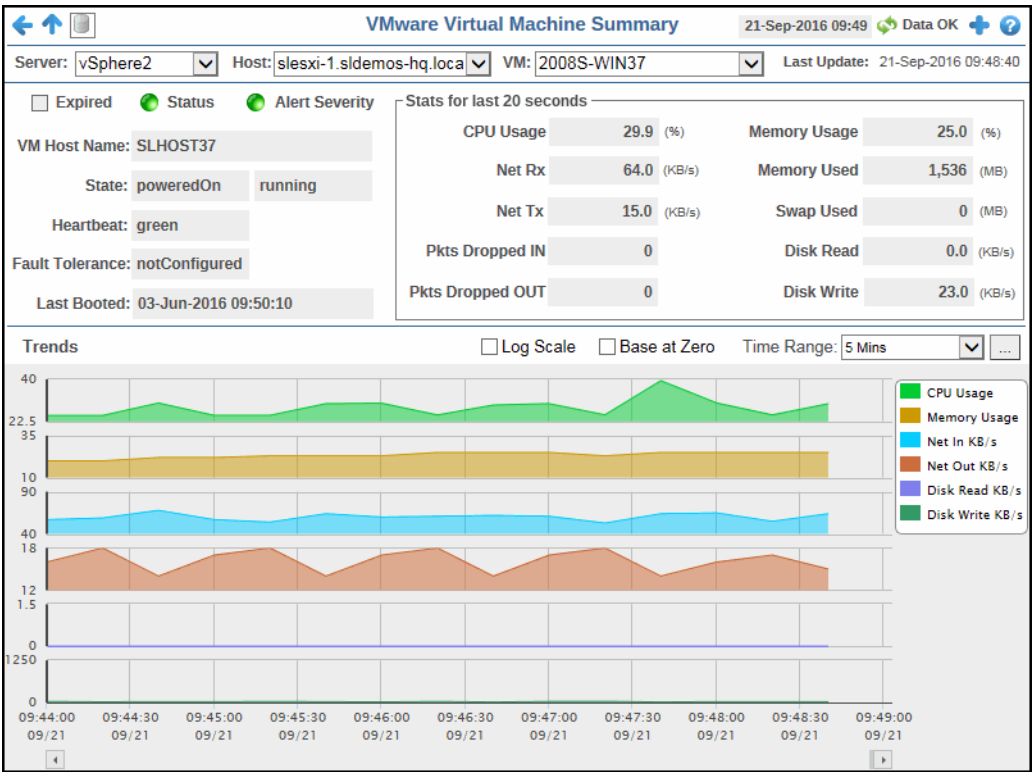 VMware Virtual Machine Summary 21-Sep-2016 09:49 Data OK ?
Server: vSphere2 Host: slesxi-1.sldemos-hq.loca VM: 2008S-WIN37 Last Update: 21-Sep-2016 09:48:40
Expired Status Alert Severity
VM Host Name: SLHOST37
State: poweredOn running
Heartbeat: green
Fault Tolerance: notConfigured
Last Booted: 03-Jun-2016 09:50:10
Stats for last 20 seconds
CPU Usage 29.9 (%) Memory Usage 25.0 (%)
Net Rx 64.0 (KB/s) Memory Used 1,536 (MB)
Net Tx 15.0 (KB/s) Swap Used 0 (MB)
Pkts Dropped IN 0 Disk Read 0.0 (KB/s)
Pkts Dropped OUT 0 Disk Write 23.0 (KB/s)
Trends Log Scale Base at Zero Time Range: 5 Mins ...
40
22.5
35
10
90
40
18
12
1.5
0
1250
0
CPU Usage
Memory Usage
Net In KB/s
Net Out KB/s
Disk Read KB/s
Disk Write KB/s
09:44:00 09:44:30 09:45:00 09:45:30 09:46:00 09:46:30 09:47:00 09:47:30 09:48:00 09:48:30 09:49:00
09/21 09/21 09/21 09/21 09/21 09/21 09/21 09/21 09/21 09/21 09/21